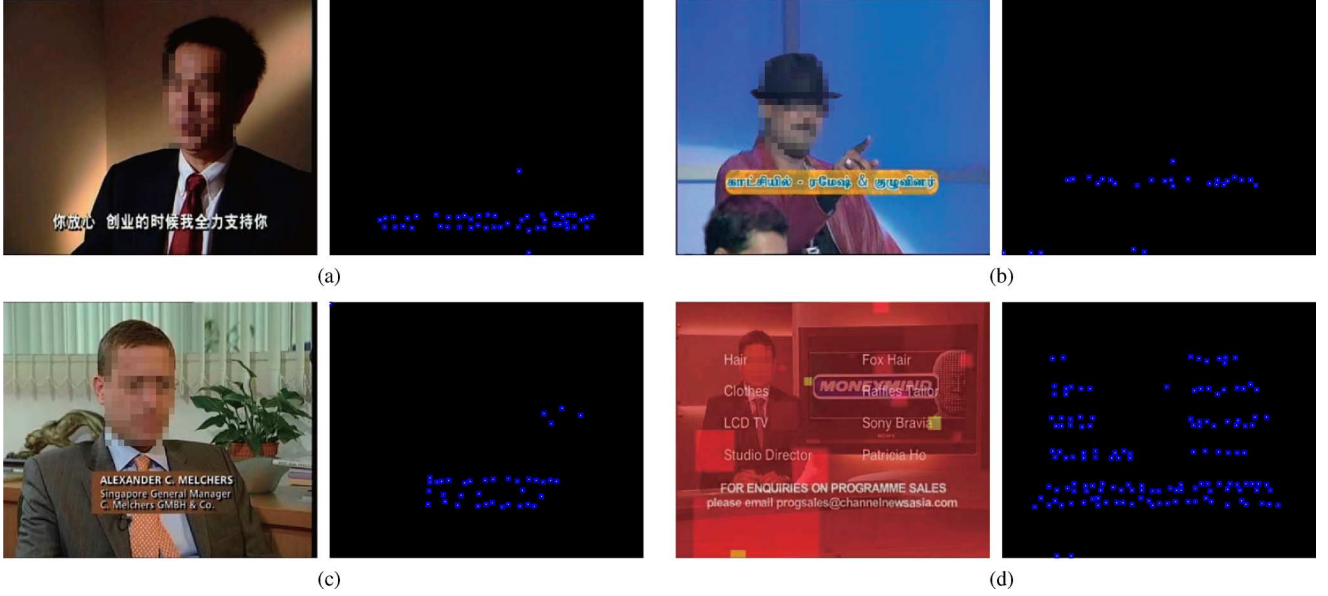 你放心 创业的时候我全力支持你
(a)
காட்சியில் - ரமேஷ் & குழுவினர்
(b)
ALEXANDER C. MELCHERS
Singapore General Manager
C. Melchers GMBH & Co.
(c)
Hair Fox Hair
MONEYMIND
Clothes Raffles Tailor
LCD TV Sony Bravia
SONY
Studio Director Patricia Ho
FOR ENQUIRIES ON PROGRAMME SALES
please email progsales@channelnewsasia.com
(d)